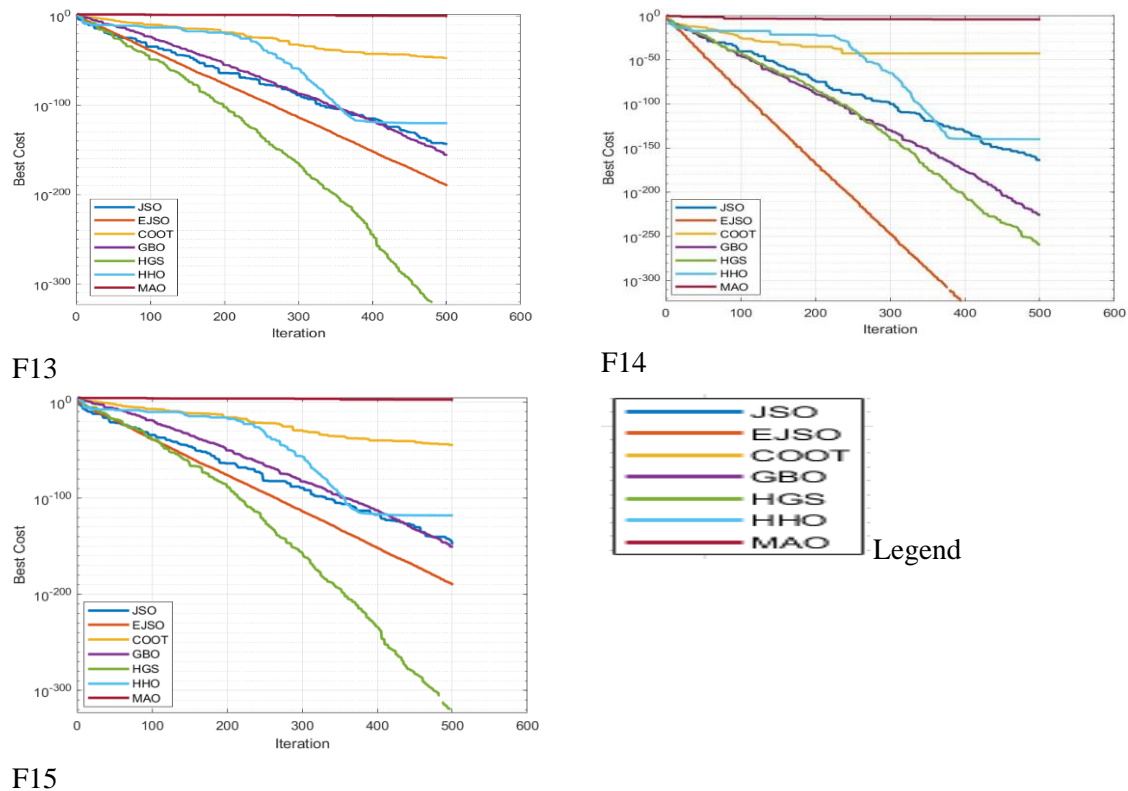 10^0
10^-100
10^-200
10^-300
Best Cost
JSO
EJSO
COOT
GBO
HGS
HHO
MAO
0 100 200 300 400 500 600
Iteration
F13
10^0
10^-50
10^-100
10^-150
10^-200
10^-250
10^-300
Best Cost
JSO
EJSO
COOT
GBO
HGS
HHO
MAO
0 100 200 300 400 500 600
Iteration
F14
10^0
10^-100
10^-200
10^-300
Best Cost
JSO
EJSO
COOT
GBO
HGS
HHO
MAO
0 100 200 300 400 500 600
Iteration
F15
JSO
EJSO
COOT
GBO
HGS
HHO
MAO
Legend